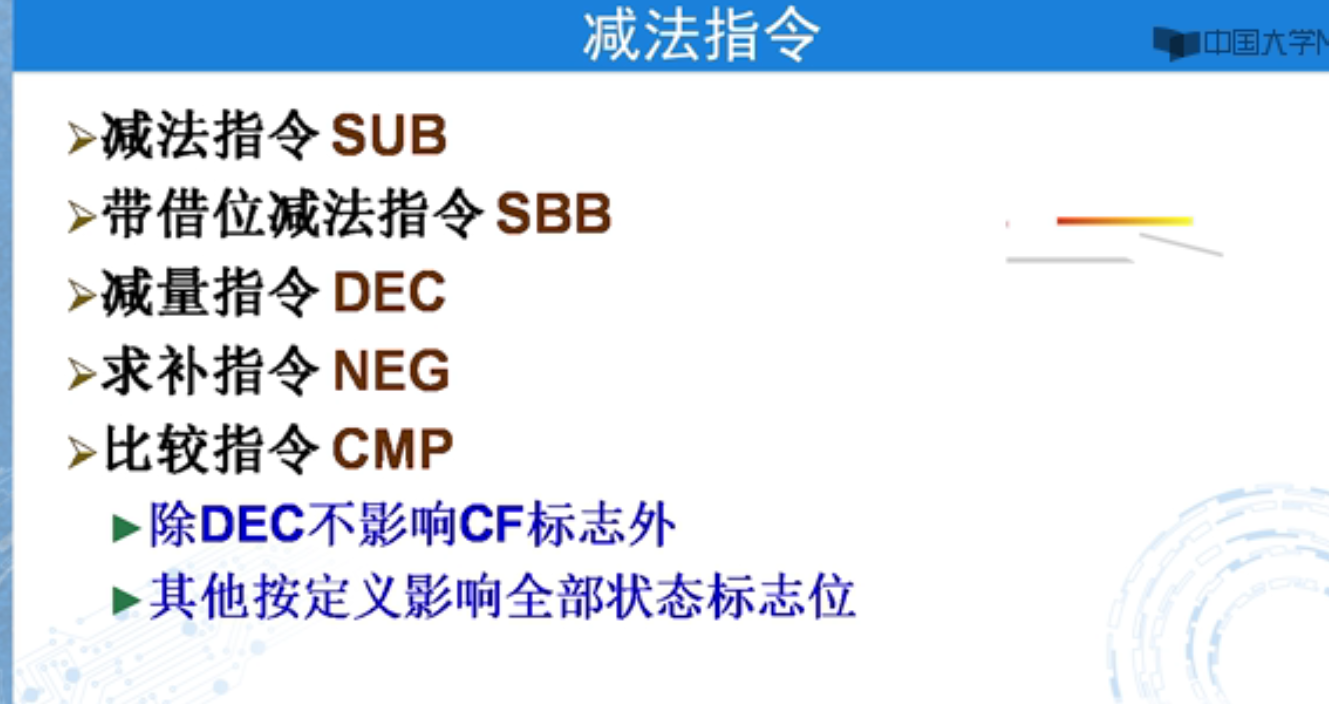 减法指令
中国大学M
减法指令 SUB
带借位减法指令 SBB
减量指令 DEC
求补指令 NEG
比较指令 CMP
除DEC不影响CF标志外
其他按定义影响全部状态标志位